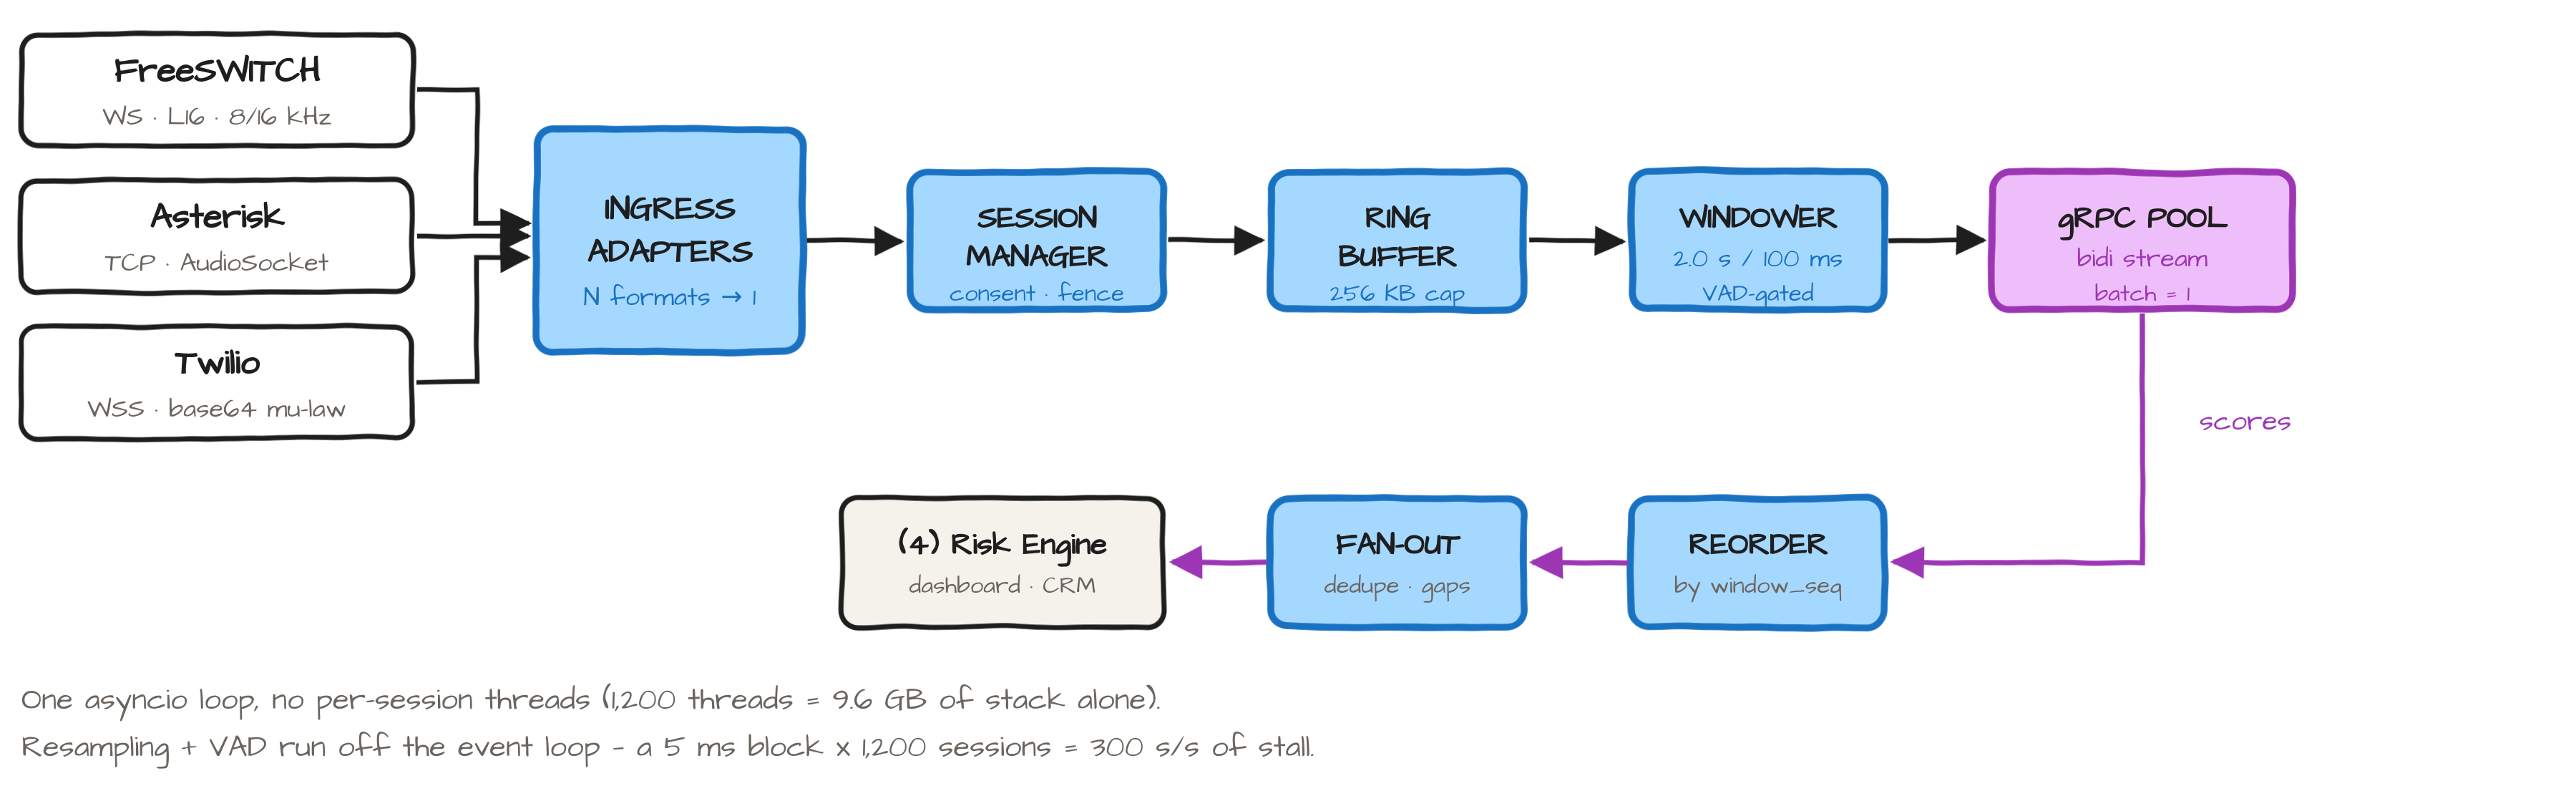 FreeSWITCH
WS · L16 · 8/16 kHz
Asterisk
TCP · AudioSocket
Twilio
WSS · base64 mu-law
INGRESS
ADAPTERS
N formats → 1
SESSION
MANAGER
consent · fence
RING
BUFFER
256 KB cap
WINDOWER
2.0 s / 100 ms
VAD-gated
gRPC POOL
bidi stream
batch = 1
scores
(4) Risk Engine
dashboard · CRM
FAN-OUT
dedupe · gaps
REORDER
by window_seq
One asyncio loop, no per-session threads (1,200 threads = 9.6 GB of stack alone).
Resampling + VAD run off the event loop - a 5 ms block x 1,200 sessions = 300 s/s of stall.